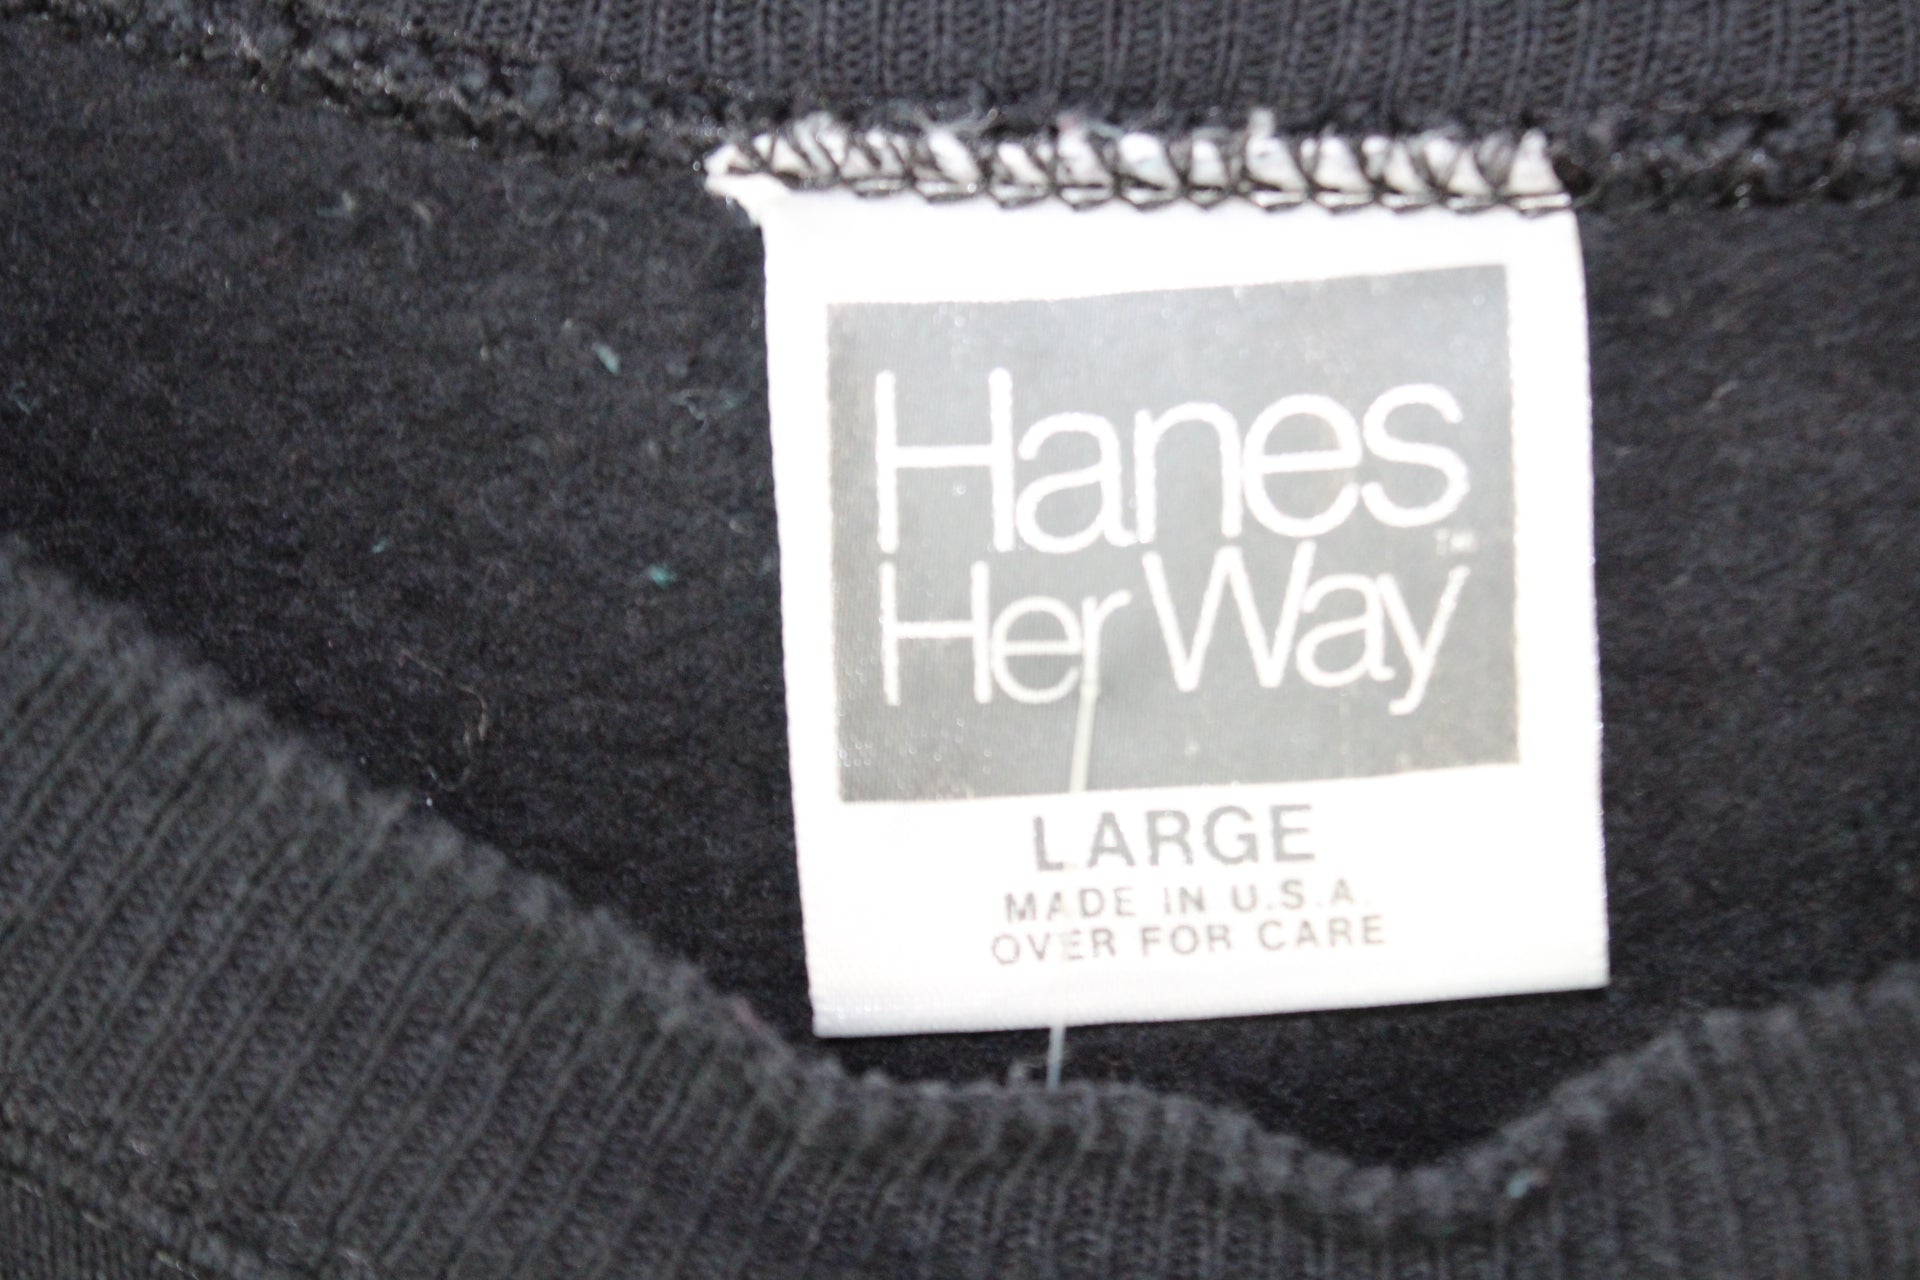 Hanes
TM
Her Way
LARGE
MADE IN U.S.A.
OVER FOR CARE